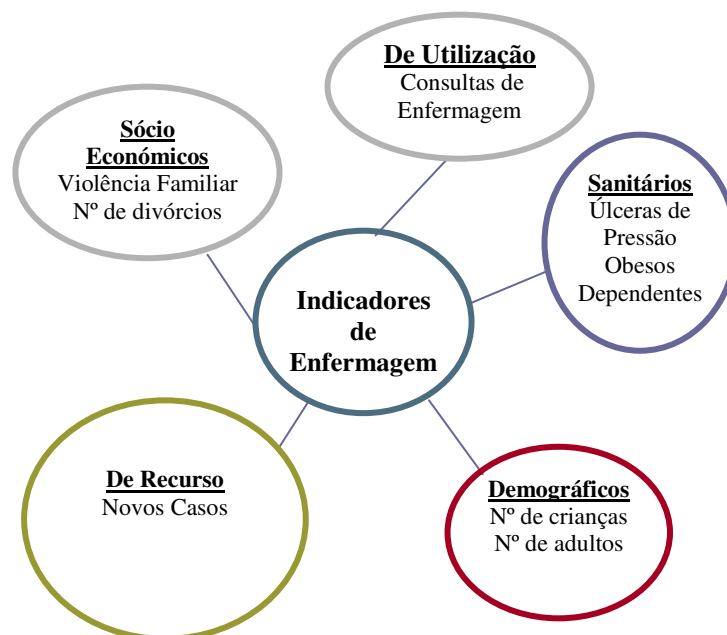 De Utilização
Consultas de
Enfermagem
Sócio
Económicos
Violência Familiar
Nº de divórcios
Sanitários
Úlceras de
Pressão
Obesos
Dependentes
Indicadores
de
Enfermagem
De Recurso
Novos Casos
Demográficos
Nº de crianças
Nº de adultos